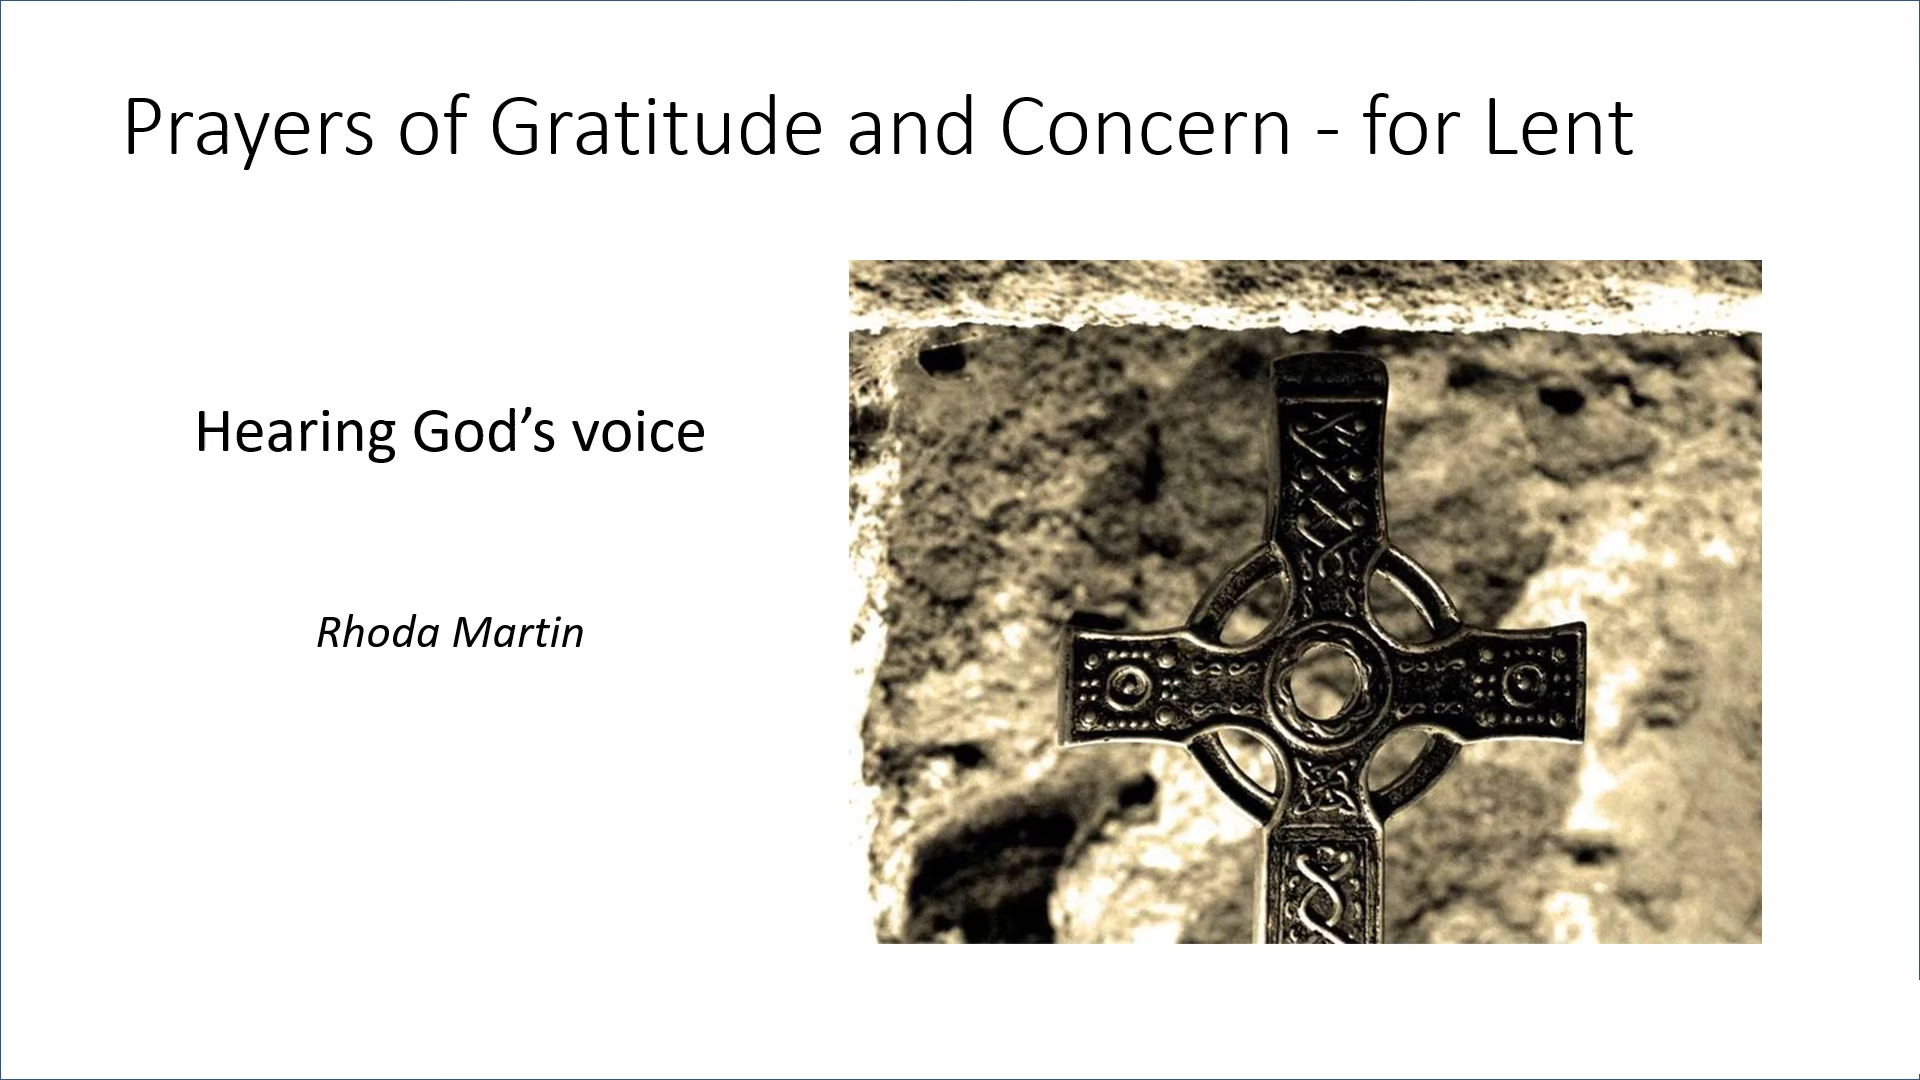 Prayers of Gratitude and Concern - for Lent
Hearing God’s voice
Rhoda Martin